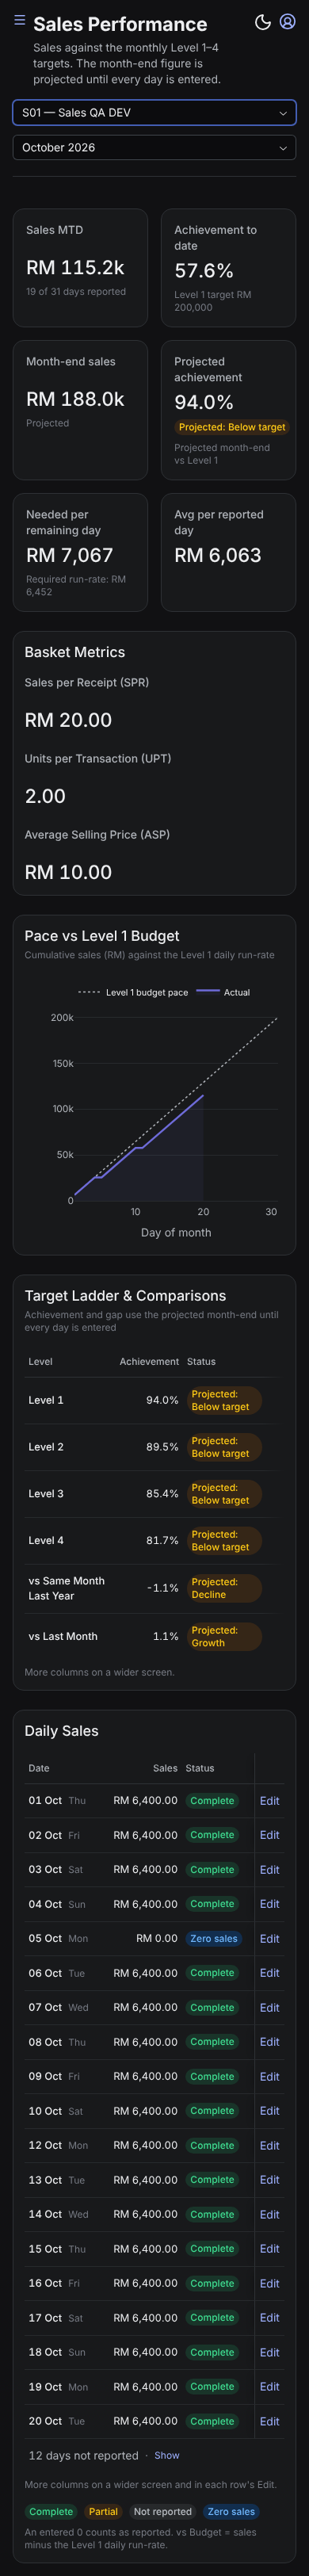 Sales Performance
Sales against the monthly Level 1–4
targets. The month-end figure is
projected until every day is entered.
S01 — Sales QA DEV
October 2026
Sales MTD
RM 115.2k
19 of 31 days reported
Achievement to
date
57.6%
Level 1 target RM
200,000
Month-end sales
RM 188.0k
Projected
Projected
achievement
94.0%
Projected: Below target
Projected month-end
vs Level 1
Needed per
remaining day
RM 7,067
Required run-rate: RM
6,452
Avg per reported
day
RM 6,063
Basket Metrics
Sales per Receipt (SPR)
RM 20.00
Units per Transaction (UPT)
2.00
Average Selling Price (ASP)
RM 10.00
Pace vs Level 1 Budget
Cumulative sales (RM) against the Level 1 daily run-rate
Level 1 budget pace Actual
200k
150k
100k
50k
0
10 20 30
Day of month
Target Ladder & Comparisons
Achievement and gap use the projected month-end until
every day is entered
Level Achievement Status
Level 1 94.0% Projected:
Below target
Level 2 89.5% Projected:
Below target
Level 3 85.4% Projected:
Below target
Level 4 81.7% Projected:
Below target
vs Same Month
Last Year
-1.1% Projected:
Decline
vs Last Month 1.1% Projected:
Growth
More columns on a wider screen.
Daily Sales
Date Sales Status
01 Oct Thu RM 6,400.00 Complete Edit
02 Oct Fri RM 6,400.00 Complete Edit
03 Oct Sat RM 6,400.00 Complete Edit
04 Oct Sun RM 6,400.00 Complete Edit
05 Oct Mon RM 0.00 Zero sales Edit
06 Oct Tue RM 6,400.00 Complete Edit
07 Oct Wed RM 6,400.00 Complete Edit
08 Oct Thu RM 6,400.00 Complete Edit
09 Oct Fri RM 6,400.00 Complete Edit
10 Oct Sat RM 6,400.00 Complete Edit
12 Oct Mon RM 6,400.00 Complete Edit
13 Oct Tue RM 6,400.00 Complete Edit
14 Oct Wed RM 6,400.00 Complete Edit
15 Oct Thu RM 6,400.00 Complete Edit
16 Oct Fri RM 6,400.00 Complete Edit
17 Oct Sat RM 6,400.00 Complete Edit
18 Oct Sun RM 6,400.00 Complete Edit
19 Oct Mon RM 6,400.00 Complete Edit
20 Oct Tue RM 6,400.00 Complete Edit
12 days not reported · Show
More columns on a wider screen and in each row's Edit.
Complete Partial Not reported Zero sales
An entered 0 counts as reported. vs Budget = sales
minus the Level 1 daily run-rate.